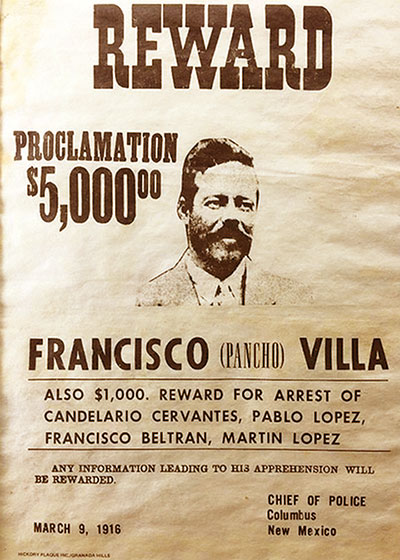 REWARD
PROCLAMATION
$5,000⁰⁰
FRANCISCO (PANCHO) VILLA
ALSO $1,000. REWARD FOR ARREST OF
CANDELARIO CERVANTES, PABLO LOPEZ,
FRANCISCO BELTRAN, MARTIN LOPEZ
ANY INFORMATION LEADING TO HIS APPREHENSION WILL
BE REWARDED.
CHIEF OF POLICE
Columbus
New Mexico
MARCH 9, 1916
HICKORY PLAQUE INC./GRANADA HILLS